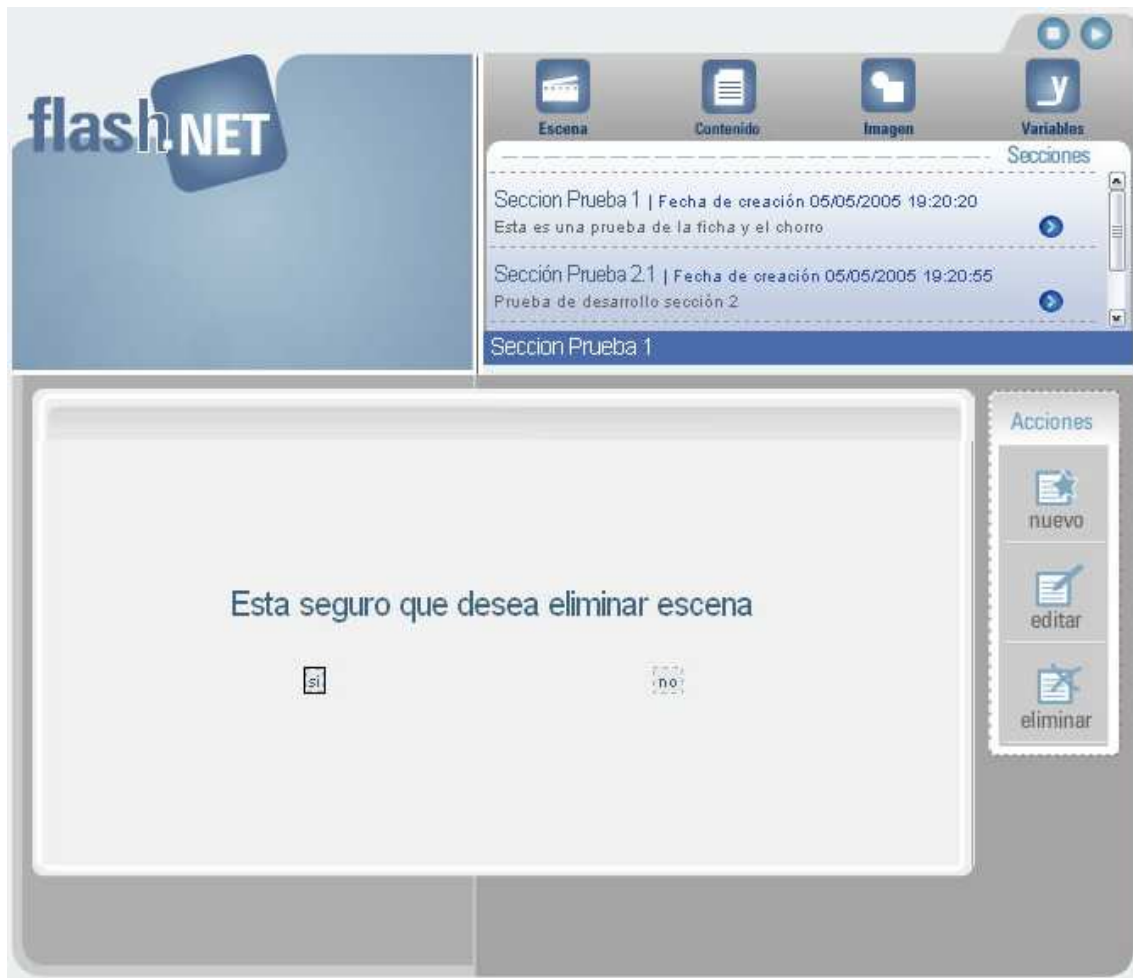 flash.NET
Escena
Contenido
Imagen
_y
Variables
Secciones
Seccion Prueba 1 | Fecha de creación 05/05/2005 19:20:20
Esta es una prueba de la ficha y el chorro
Sección Prueba 2.1 | Fecha de creación 05/05/2005 19:20:55
Prueba de desarrollo sección 2
Seccion Prueba 1
Acciones
nuevo
editar
eliminar
Esta seguro que desea eliminar escena
si
no